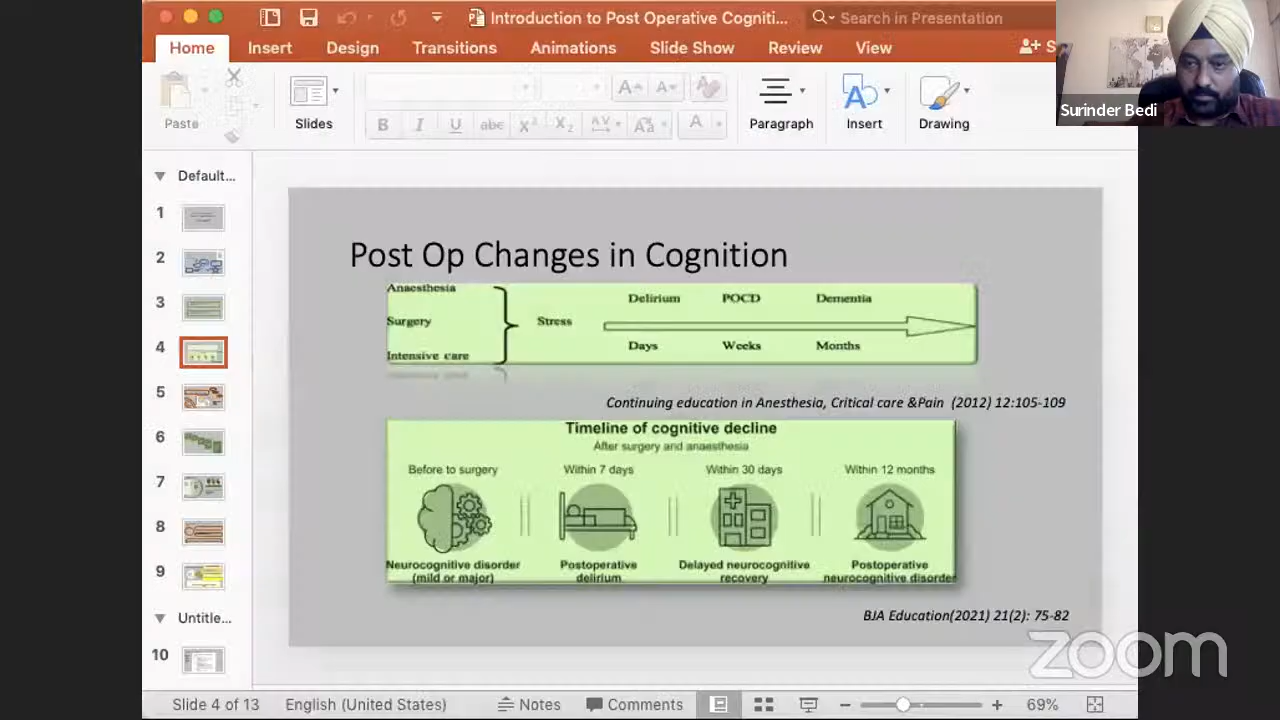 Introduction to Post Operative Cogniti...
Search in Presentation
Home Insert Design Transitions Animations Slide Show Review View S
Paste
Slides
Paragraph
Insert
Drawing
B I U abc X² X₂ AV Aa A
Surinder Bedi
Default...
1
2
3
4
5
6
7
8
9
Untitle...
10
Post Op Changes in Cognition
Anaesthesia
Surgery
Intensive care
Stress
Delirium POCD Dementia
Days Weeks Months
Continuing education in Anesthesia, Critical care &Pain (2012) 12:105-109
Timeline of cognitive decline
After surgery and anaesthesia
Before to surgery Within 7 days Within 30 days Within 12 months
Neurocognitive disorder
(mild or major)
Postoperative
delirium
Delayed neurocognitive
recovery
Postoperative
neurocognitive disorder
BJA Education(2021) 21(2): 75-82
zoom
Slide 4 of 13 English (United States) Notes Comments 69%